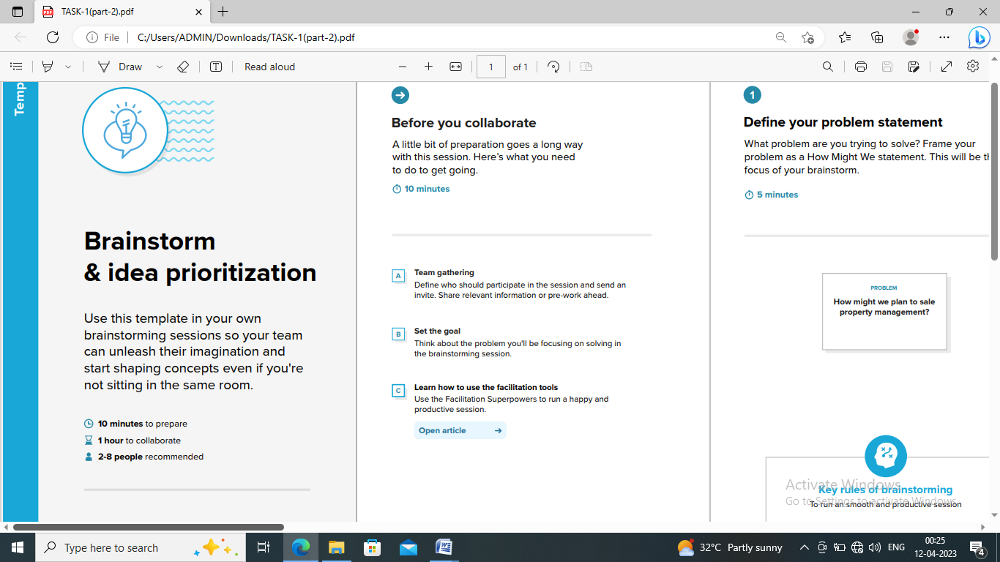 TASK-1(part-2).pdf
File
C:/Users/ADMIN/Downloads/TASK-1(part-2).pdf
Draw
Read aloud
1
of 1
Temp
Brainstorm
& idea prioritization
Use this template in your own
brainstorming sessions so your team
can unleash their imagination and
start shaping concepts even if you're
not sitting in the same room.
10 minutes to prepare
1 hour to collaborate
2-8 people recommended
Before you collaborate
A little bit of preparation goes a long way
with this session. Here’s what you need
to do to get going.
10 minutes
A
Team gathering
Define who should participate in the session and send an
invite. Share relevant information or pre-work ahead.
B
Set the goal
Think about the problem you'll be focusing on solving in
the brainstorming session.
C
Learn how to use the facilitation tools
Use the Facilitation Superpowers to run a happy and
productive session.
Open article
1
Define your problem statement
What problem are you trying to solve? Frame your
problem as a How Might We statement. This will be th
focus of your brainstorm.
5 minutes
PROBLEM
How might we plan to sale
property management?
Key rules of brainstorming
To run an smooth and productive session
Activate Windows
Go to Settings to activate Windows.
Type here to search
32°C Partly sunny
ENG
00:25
12-04-2023
4